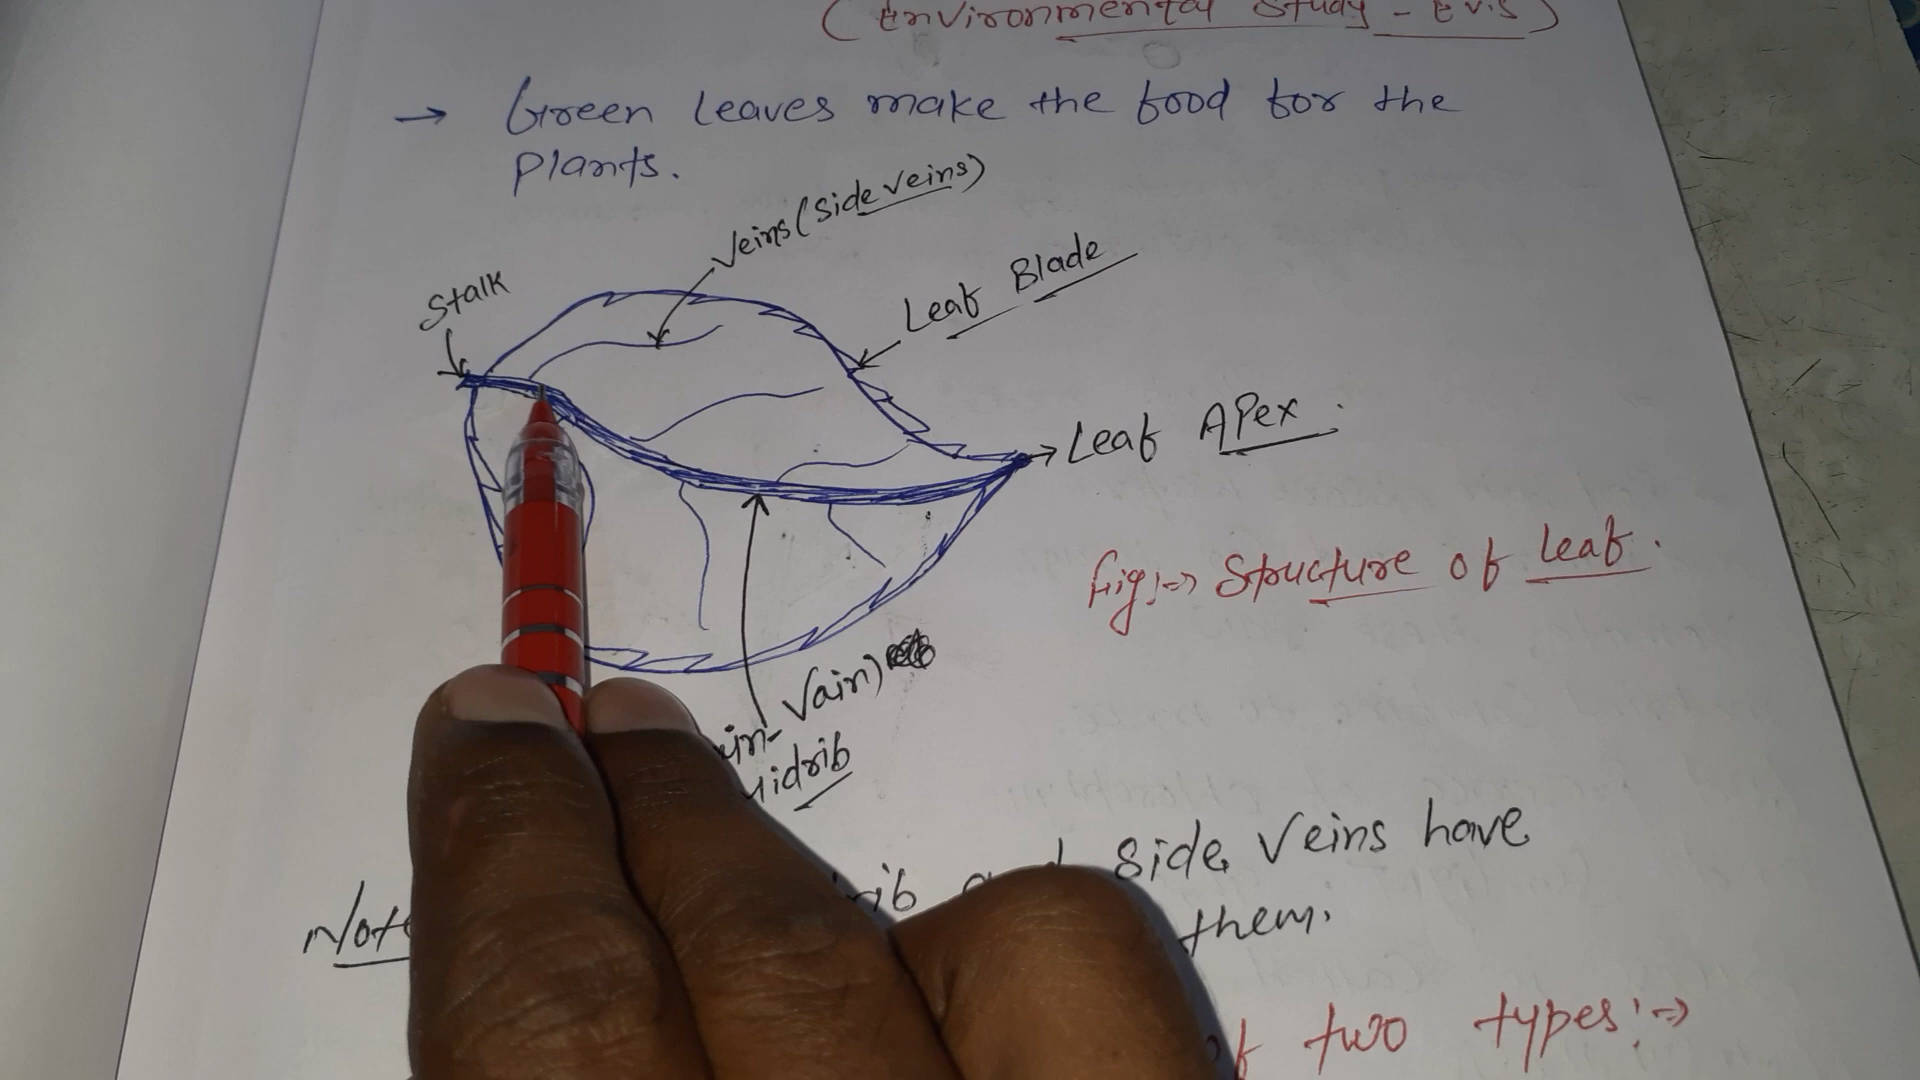 (Environmental Study - EVS)
→ Green leaves make the food for the
Plants.
Veins (Side veins)
Stalk
Leaf Blade
Leaf Apex.
Fig:→ Structure of leaf.
Vain)
side veins have
them.
two types:→